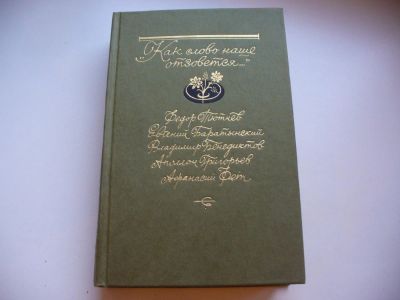 „Как слово наше
отзовется..."
Федор Тютчев
Евгений Баратынский
Владимир Бенедиктов
Аполлон Григорьев
Афанасий Фет